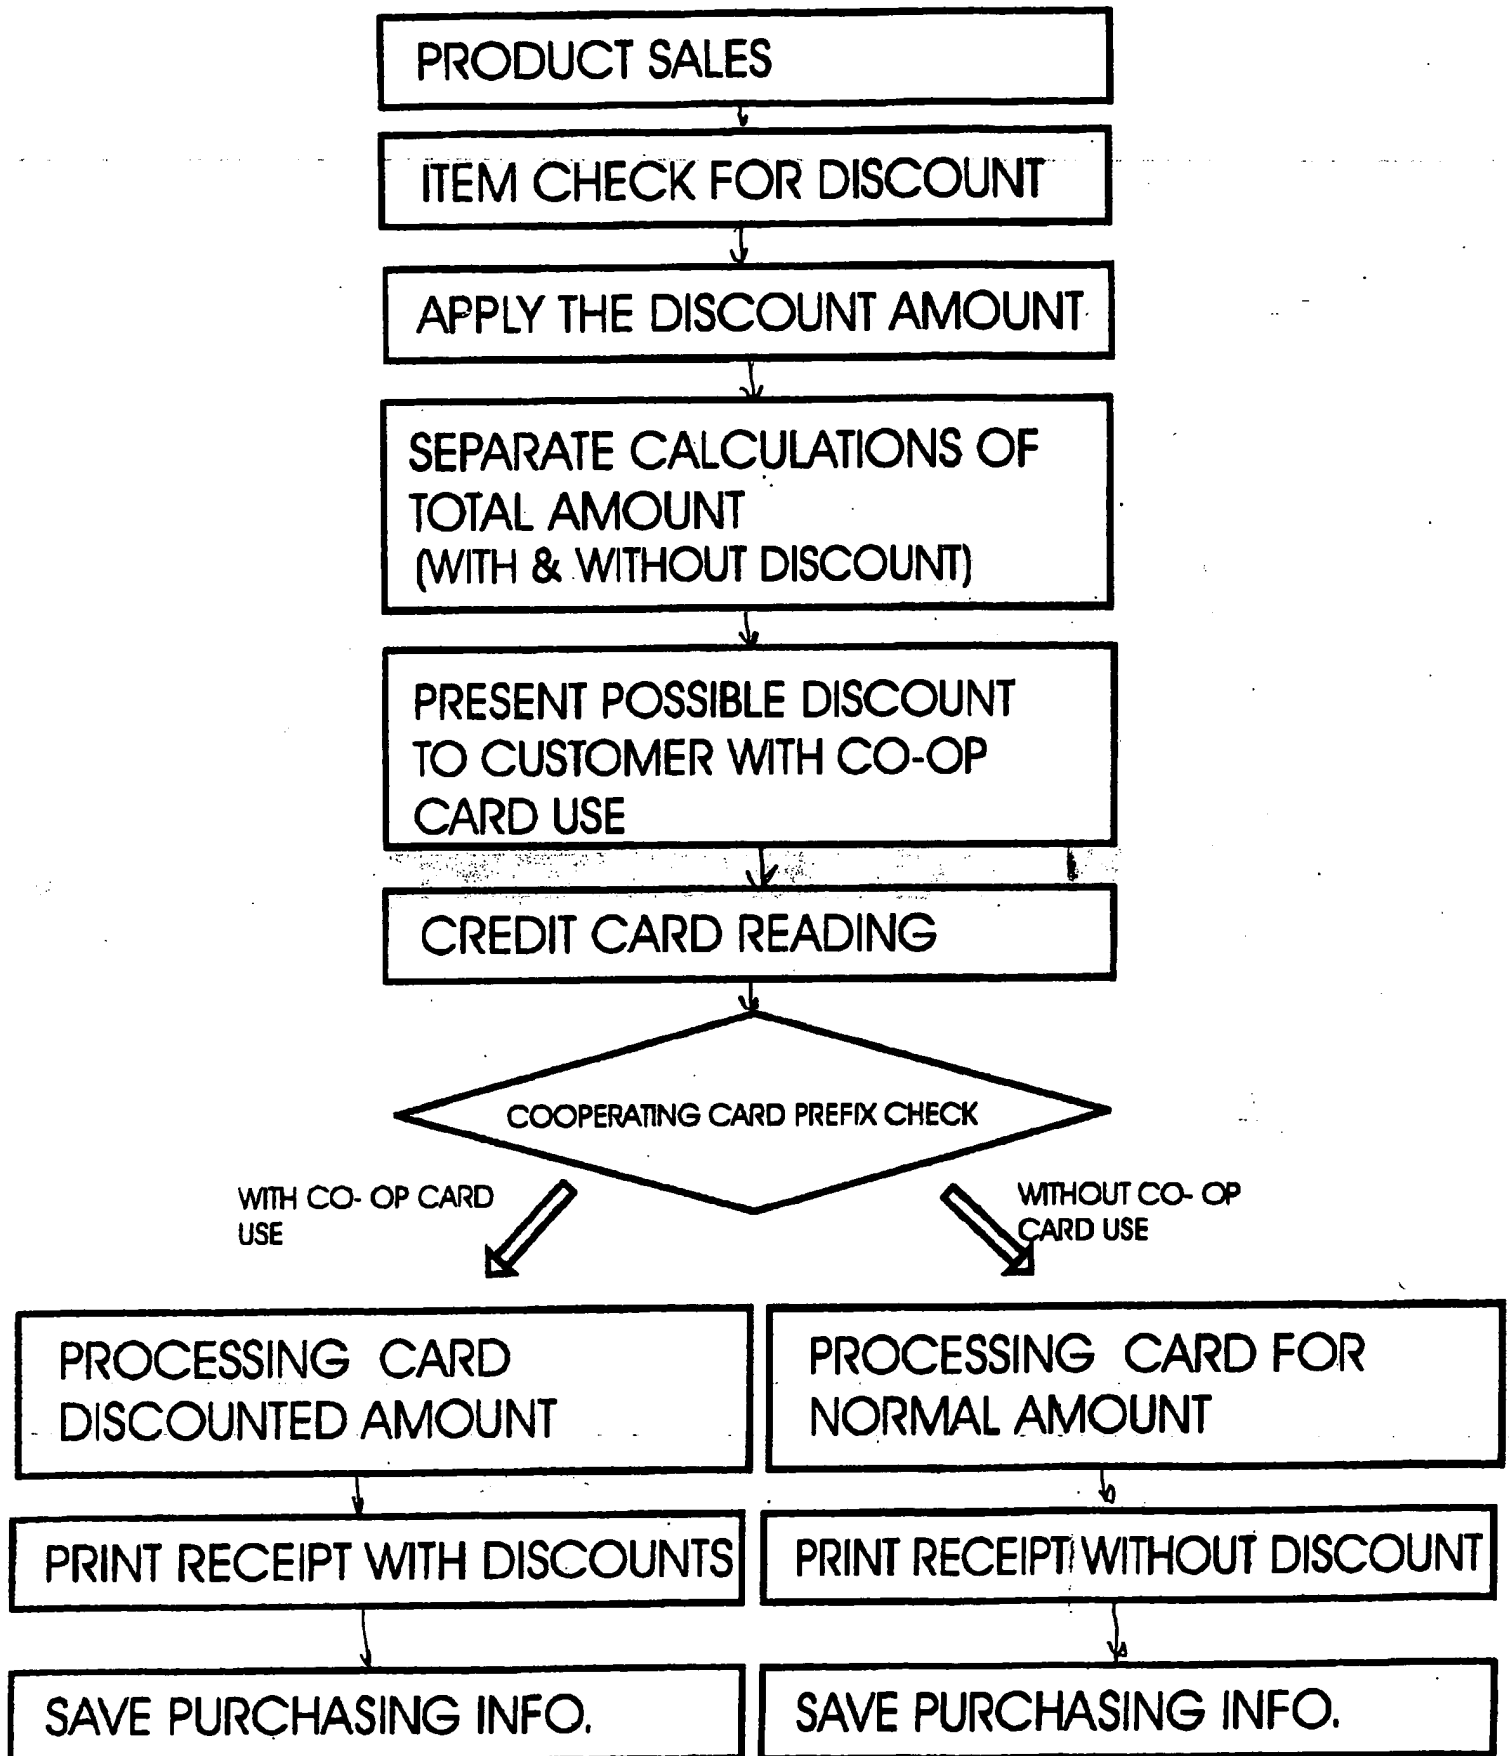 PRODUCT SALES
ITEM CHECK FOR DISCOUNT
APPLY THE DISCOUNT AMOUNT
SEPARATE CALCULATIONS OF
TOTAL AMOUNT
(WITH & WITHOUT DISCOUNT)
PRESENT POSSIBLE DISCOUNT
TO CUSTOMER WITH CO-OP
CARD USE
CREDIT CARD READING
COOPERATING CARD PREFIX CHECK
WITH CO- OP CARD
USE
WITHOUT CO- OP
CARD USE
PROCESSING CARD
DISCOUNTED AMOUNT
PROCESSING CARD FOR
NORMAL AMOUNT
PRINT RECEIPT WITH DISCOUNTS
PRINT RECEIPT WITHOUT DISCOUNT
SAVE PURCHASING INFO.
SAVE PURCHASING INFO.